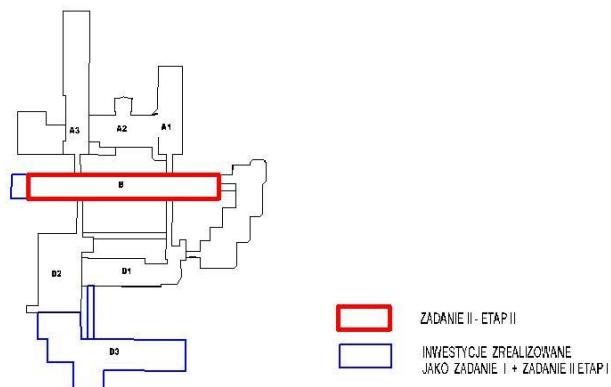 A1
A2
A3
B
D2
D1
D3
ZADANIE II - ETAP II
INWESTYCJE ZREALIZOWANE
JAKO ZADANIE I + ZADANIE II ETAP I